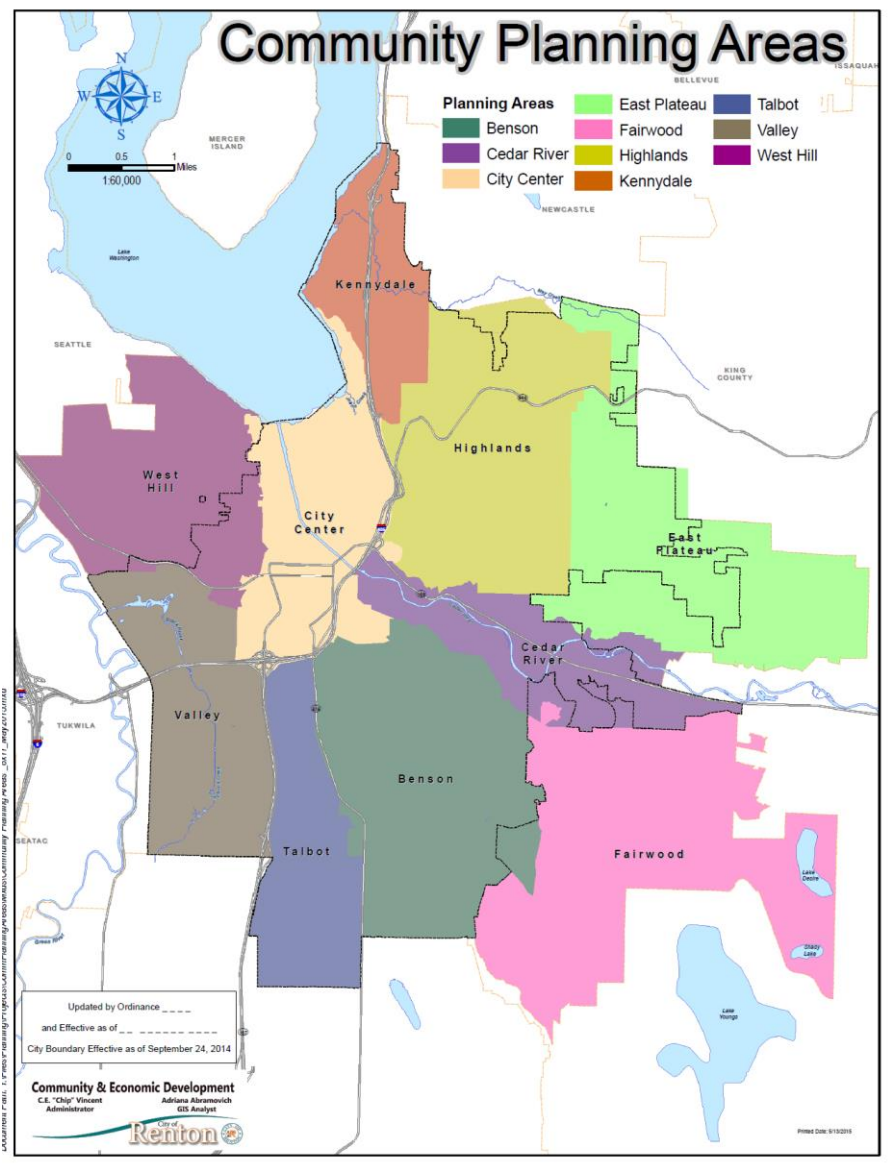 Community Planning Areas
ISSAQUAH
BELLEVUE
N
W E
S
0 0.5 1
Miles
1:60,000
MERCER
ISLAND
Planning Areas
Benson
Cedar River
City Center
East Plateau
Fairwood
Highlands
Kennydale
Talbot
Valley
West Hill
NEWCASTLE
Lake
Washington
Kennydale
SEATTLE
KING
COUNTY
Highlands
West
Hill
City
Center
East
Plateau
Cedar
River
Valley
TUKWILA
Benson
Talbot
Fairwood
SEATAC
Lake
Desire
Shady
Lake
Green River
Lake
Youngs
Updated by Ordinance _ _ _ _
and Effective as of _ _ _ _ _ _ _ _ _ _
City Boundary Effective as of September 24, 2014
Community & Economic Development
C.E. "Chip" Vincent
Administrator
Adriana Abramovich
GIS Analyst
City of
Renton